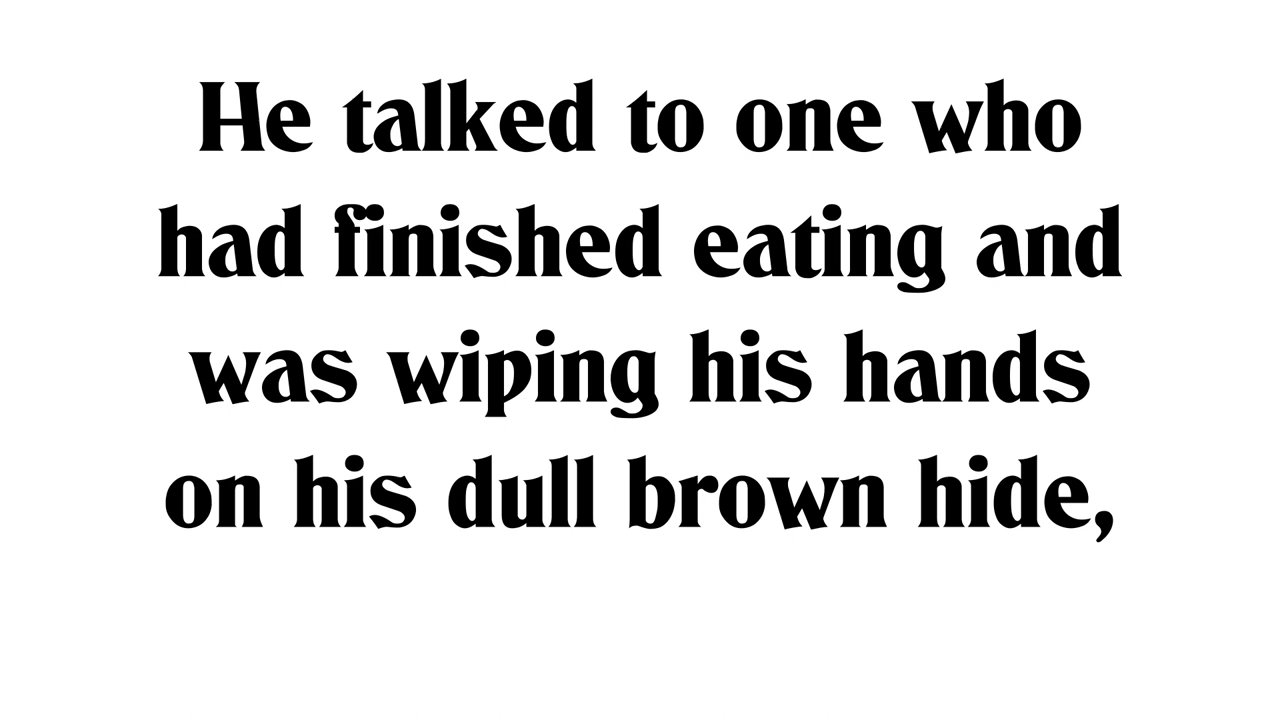 He talked to one who
had finished eating and
was wiping his hands
on his dull brown hide,